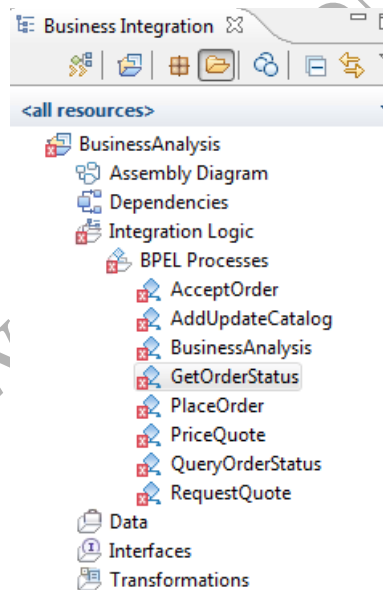 Business Integration
<all resources>
BusinessAnalysis
Assembly Diagram
Dependencies
Integration Logic
BPEL Processes
AcceptOrder
AddUpdateCatalog
BusinessAnalysis
GetOrderStatus
PlaceOrder
PriceQuote
QueryOrderStatus
RequestQuote
Data
Interfaces
Transformations